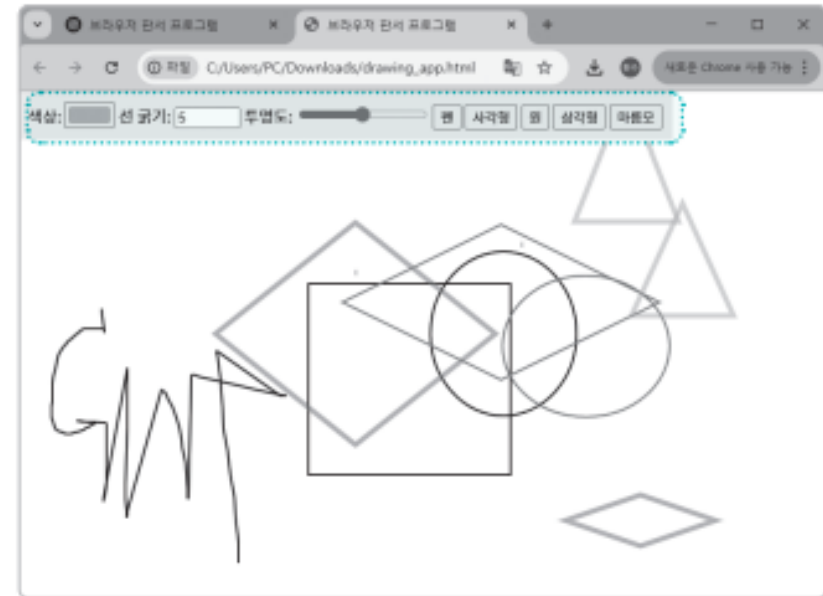 브라우저 판서 프로그램 브라우저 판서 프로그램
파일 C:/Users/PC/Downloads/drawing_app.html 새로운 Chrome 사용 가능
색상: 선 굵기: 5 투명도: 펜 사각형 원 삼각형 마름모